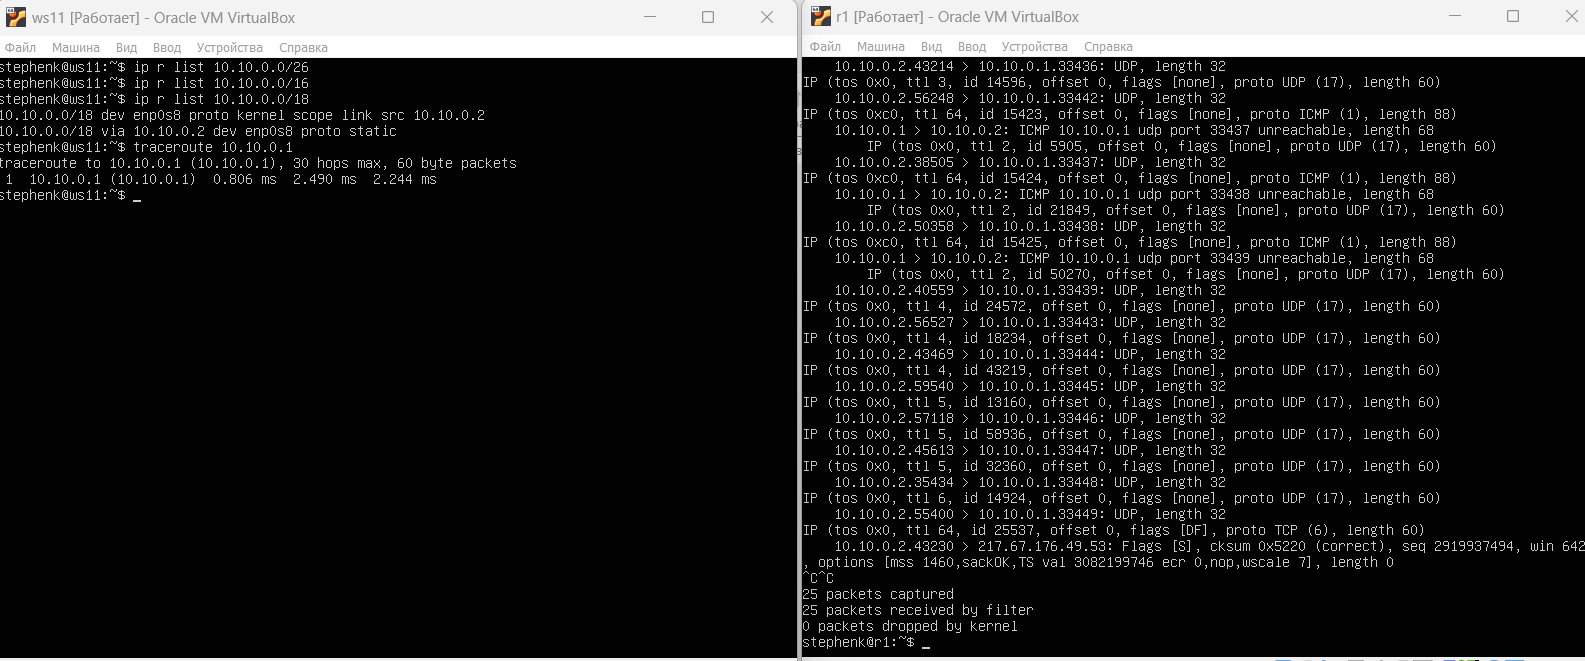 ws11 [Работает] - Oracle VM VirtualBox
Файл Машина Вид Ввод Устройства Справка
stephenk@ws11:~$ ip r list 10.10.0.0/26
stephenk@ws11:~$ ip r list 10.10.0.0/16
stephenk@ws11:~$ ip r list 10.10.0.0/18
10.10.0.0/18 dev enp0s8 proto kernel scope link src 10.10.0.2
10.10.0.0/18 via 10.10.0.2 dev enp0s8 proto static
stephenk@ws11:~$ traceroute 10.10.0.1
traceroute to 10.10.0.1 (10.10.0.1), 30 hops max, 60 byte packets
 1  10.10.0.1 (10.10.0.1)  0.806 ms  2.490 ms  2.244 ms
stephenk@ws11:~$ _
r1 [Работает] - Oracle VM VirtualBox
Файл Машина Вид Ввод Устройства Справка
    10.10.0.2.43214 > 10.10.0.1.33436: UDP, length 32
IP (tos 0x0, ttl 3, id 14596, offset 0, flags [none], proto UDP (17), length 60)
    10.10.0.2.56248 > 10.10.0.1.33442: UDP, length 32
IP (tos 0xc0, ttl 64, id 15423, offset 0, flags [none], proto ICMP (1), length 88)
    10.10.0.1 > 10.10.0.2: ICMP 10.10.0.1 udp port 33437 unreachable, length 68
        IP (tos 0x0, ttl 2, id 5905, offset 0, flags [none], proto UDP (17), length 60)
    10.10.0.2.38505 > 10.10.0.1.33437: UDP, length 32
IP (tos 0xc0, ttl 64, id 15424, offset 0, flags [none], proto ICMP (1), length 88)
    10.10.0.1 > 10.10.0.2: ICMP 10.10.0.1 udp port 33438 unreachable, length 68
        IP (tos 0x0, ttl 2, id 21849, offset 0, flags [none], proto UDP (17), length 60)
    10.10.0.2.50358 > 10.10.0.1.33438: UDP, length 32
IP (tos 0xc0, ttl 64, id 15425, offset 0, flags [none], proto ICMP (1), length 88)
    10.10.0.1 > 10.10.0.2: ICMP 10.10.0.1 udp port 33439 unreachable, length 68
        IP (tos 0x0, ttl 2, id 50270, offset 0, flags [none], proto UDP (17), length 60)
    10.10.0.2.40559 > 10.10.0.1.33439: UDP, length 32
IP (tos 0x0, ttl 4, id 24572, offset 0, flags [none], proto UDP (17), length 60)
    10.10.0.2.56527 > 10.10.0.1.33443: UDP, length 32
IP (tos 0x0, ttl 4, id 18234, offset 0, flags [none], proto UDP (17), length 60)
    10.10.0.2.43469 > 10.10.0.1.33444: UDP, length 32
IP (tos 0x0, ttl 4, id 43219, offset 0, flags [none], proto UDP (17), length 60)
    10.10.0.2.59540 > 10.10.0.1.33445: UDP, length 32
IP (tos 0x0, ttl 5, id 13160, offset 0, flags [none], proto UDP (17), length 60)
    10.10.0.2.57118 > 10.10.0.1.33446: UDP, length 32
IP (tos 0x0, ttl 5, id 58936, offset 0, flags [none], proto UDP (17), length 60)
    10.10.0.2.45613 > 10.10.0.1.33447: UDP, length 32
IP (tos 0x0, ttl 5, id 32360, offset 0, flags [none], proto UDP (17), length 60)
    10.10.0.2.35434 > 10.10.0.1.33448: UDP, length 32
IP (tos 0x0, ttl 6, id 14924, offset 0, flags [none], proto UDP (17), length 60)
    10.10.0.2.55400 > 10.10.0.1.33449: UDP, length 32
IP (tos 0x0, ttl 64, id 25537, offset 0, flags [DF], proto TCP (6), length 60)
    10.10.0.2.43230 > 217.67.176.49.53: Flags [S], cksum 0x5220 (correct), seq 2919937494, win 642
, options [mss 1460,sackOK,TS val 3082199746 ecr 0,nop,wscale 7], length 0
^C^C
25 packets captured
25 packets received by filter
0 packets dropped by kernel
stephenk@r1:~$ _